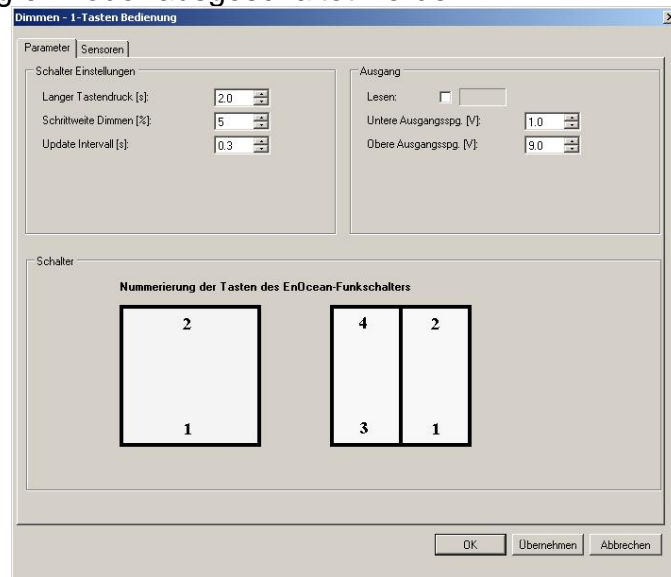 Dimmen - 1-Tasten Bedienung
Parameter
Sensoren
Schalter Einstellungen
Langer Tastendruck [s]: 2.0
Schrittweite Dimmen [%]: 5
Update Intervall [s]: 0.3
Ausgang
Lesen:
Untere Ausgangsspg. [V]: 1.0
Obere Ausgangsspg. [V]: 9.0
Schalter
Nummerierung der Tasten des EnOcean-Funkschalters
2
4 2
1
3 1
OK
Übernehmen
Abbrechen